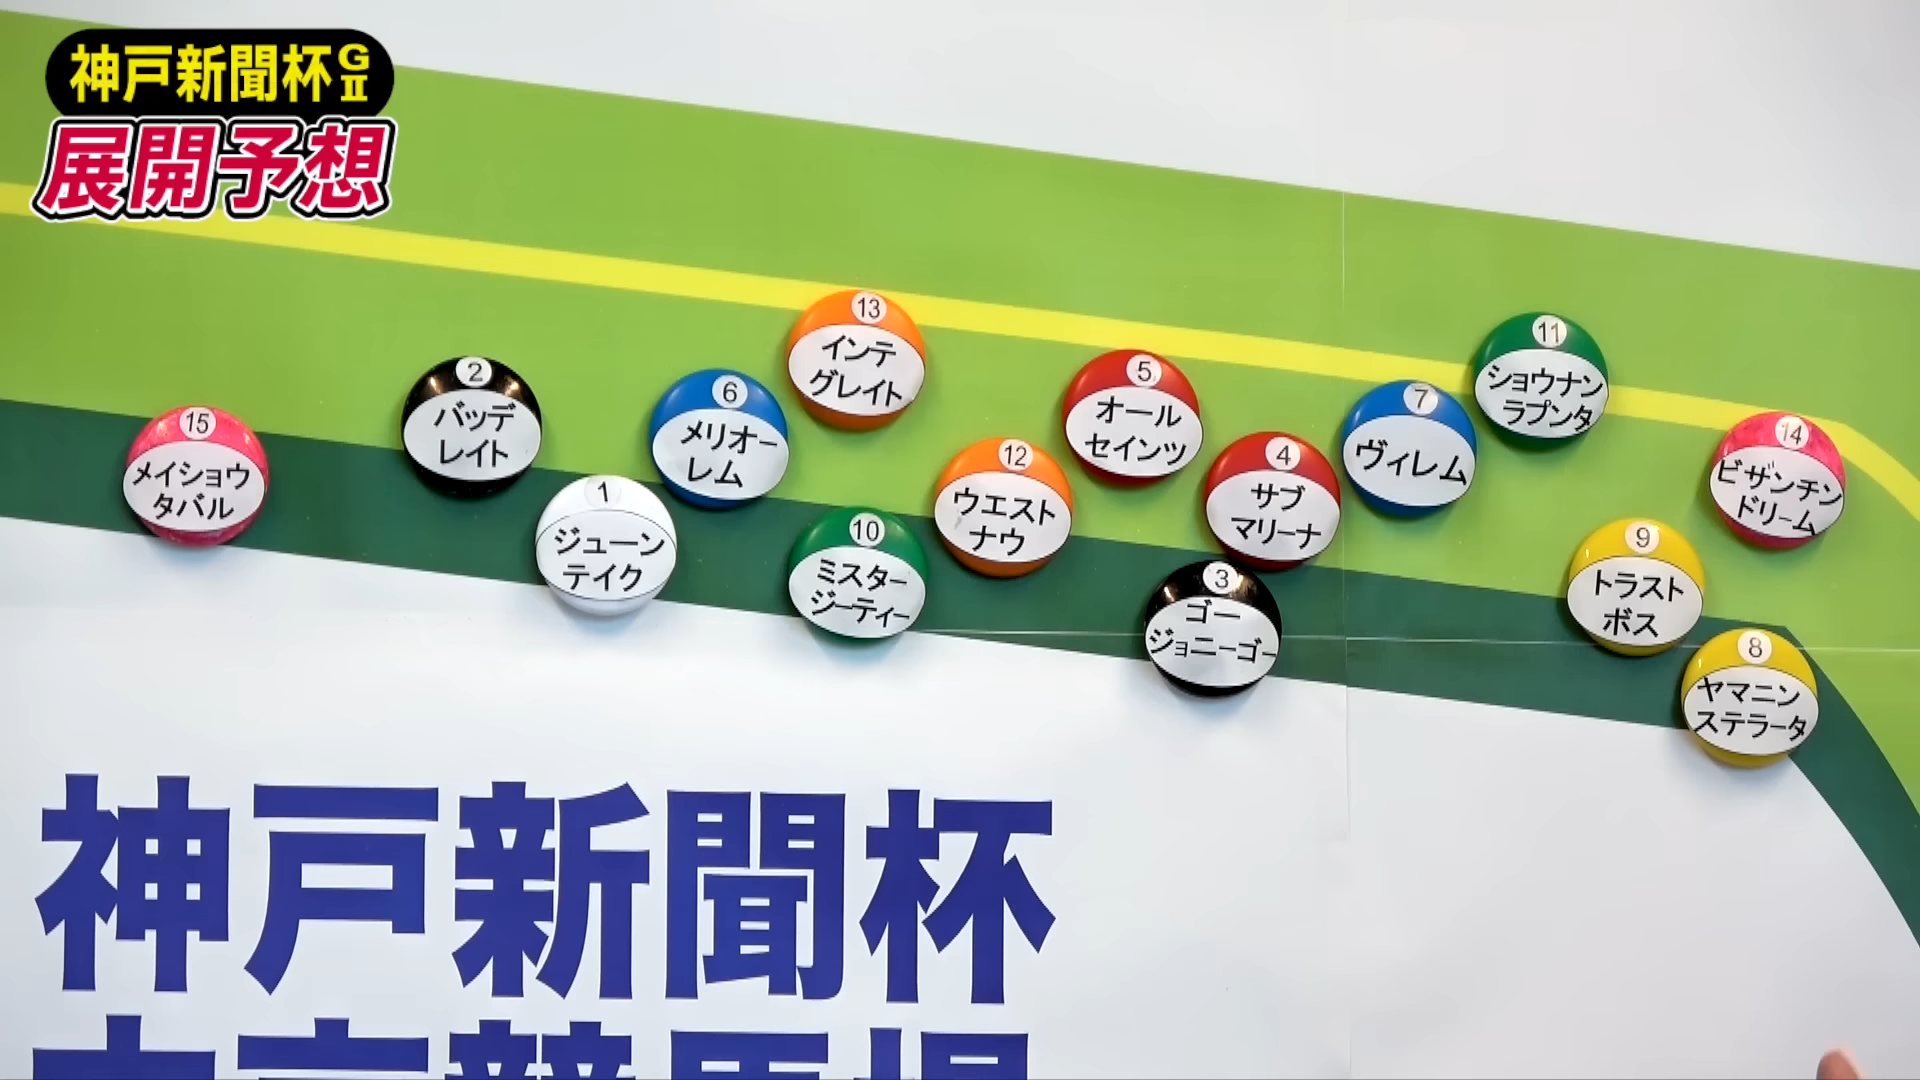 神戸新聞杯GⅡ
展開予想
13
インテ
グレイト
11
ショウナン
ラプンタ
5
オール
セインツ
2
バッデ
レイト
6
メリオー
レム
7
ヴィレム
15
メイショウ
タバル
14
ビザンチン
ドリーム
12
ウエスト
ナウ
4
サブ
マリーナ
1
ジューン
テイク
10
ミスター
ジーティー
9
トラスト
ボス
3
ゴー
ジョニーゴー
8
ヤマニン
ステラータ
神戸新聞杯